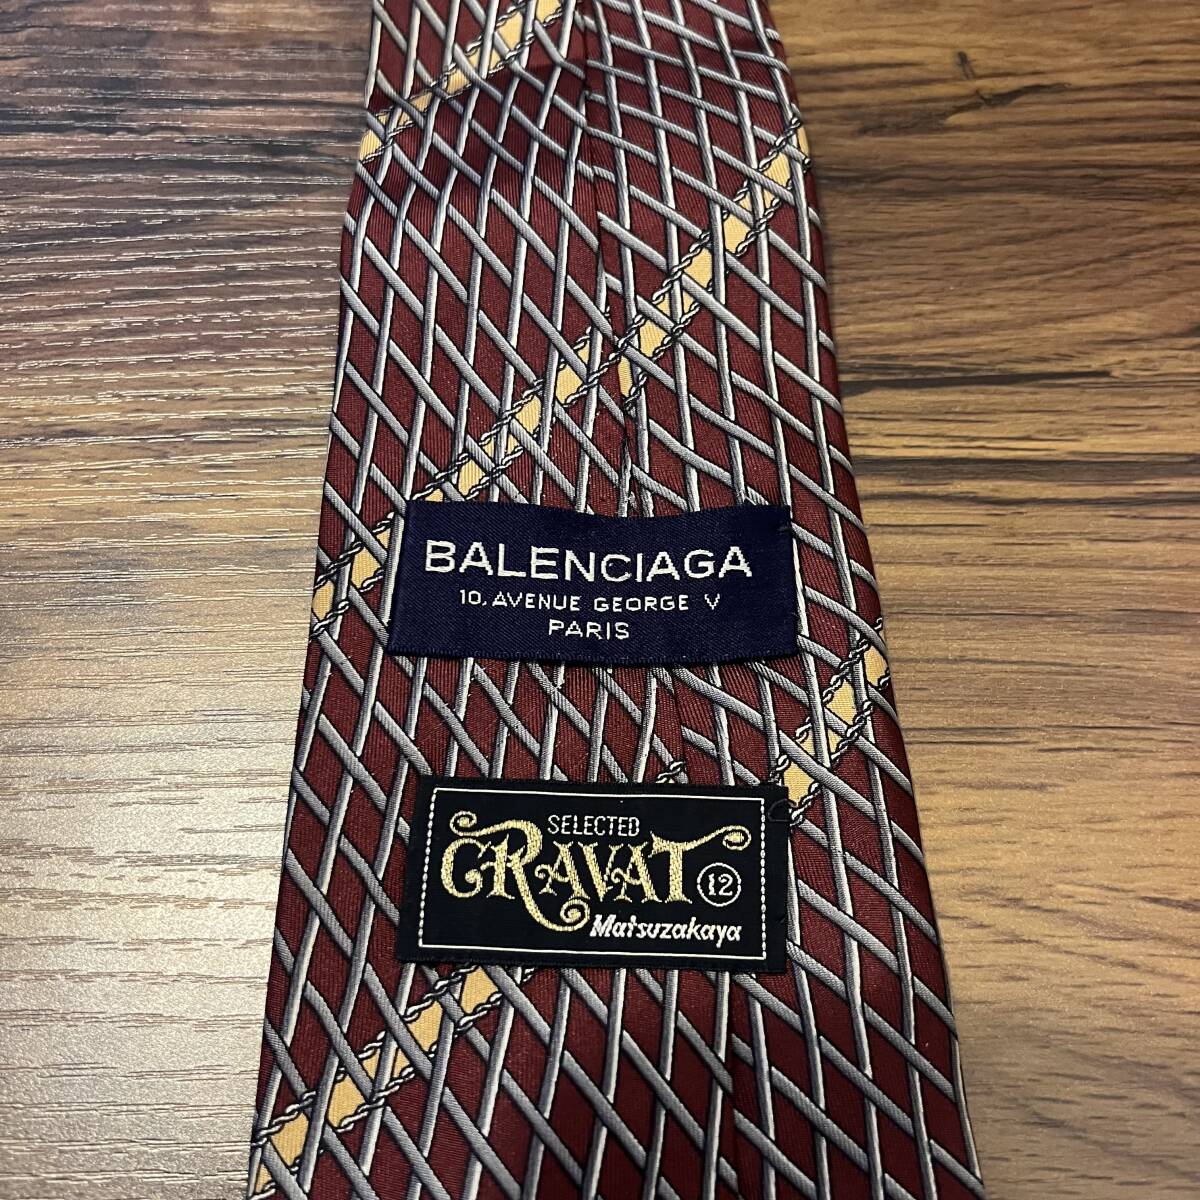 BALENCIAGA
10, AVENUE GEORGE V
PARIS
SELECTED
CRAVAT 12
Matsuzakaya